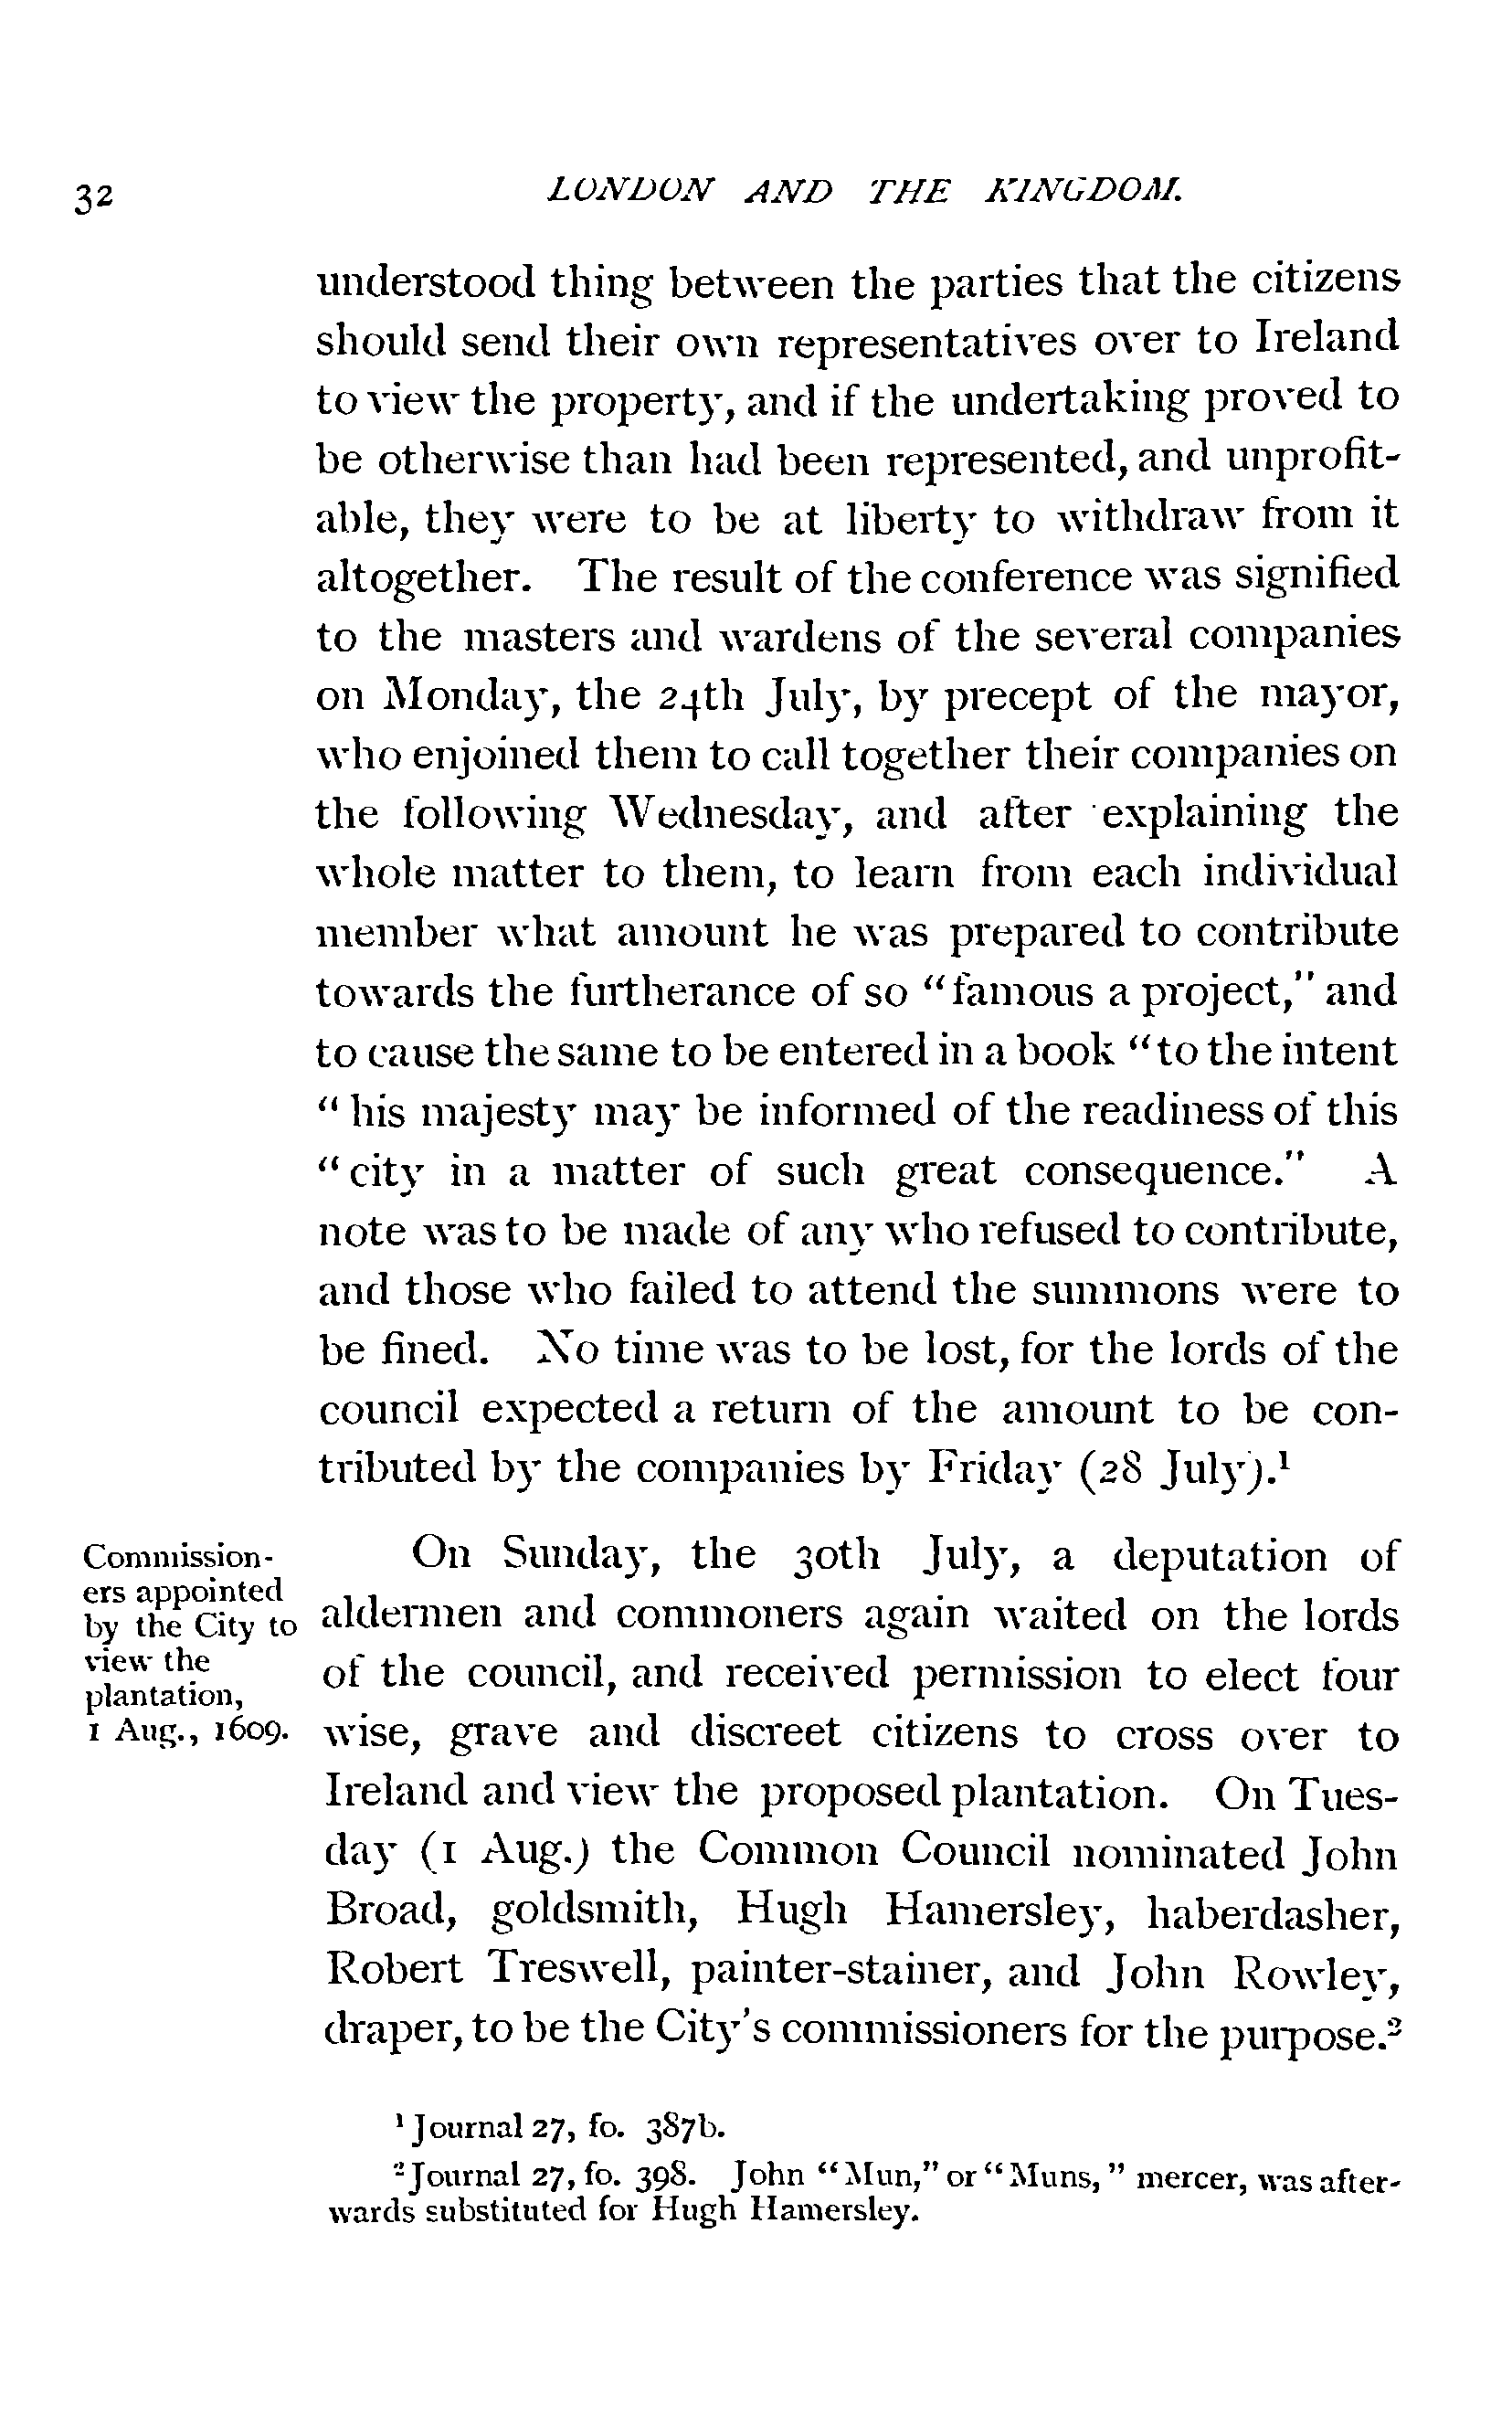 32
LONDON AND THE KINGDOM.
understood thing between the parties that the citizens
should send their own representatives over to Ireland
to view the property, and if the undertaking proved to
be otherwise than had been represented, and unprofit-
able, they were to be at liberty to withdraw from it
altogether. The result of the conference was signified
to the masters and wardens of the several companies
on Monday, the 24th July, by precept of the mayor,
who enjoined them to call together their companies on
the following Wednesday, and after explaining the
whole matter to them, to learn from each individual
member what amount he was prepared to contribute
towards the furtherance of so "famous a project," and
to cause the same to be entered in a book "to the intent
"his majesty may be informed of the readiness of this
"city in a matter of such great consequence." A
note was to be made of any who refused to contribute,
and those who failed to attend the summons were to
be fined. No time was to be lost, for the lords of the
council expected a return of the amount to be con-
tributed by the companies by Friday (28 July).¹
Commission-
ers appointed
by the City to
view the
plantation,
1 Aug., 1609.
On Sunday, the 30th July, a deputation of
aldermen and commoners again waited on the lords
of the council, and received permission to elect four
wise, grave and discreet citizens to cross over to
Ireland and view the proposed plantation. On Tues-
day (1 Aug.) the Common Council nominated John
Broad, goldsmith, Hugh Hamersley, haberdasher,
Robert Treswell, painter-stainer, and John Rowley,
draper, to be the City's commissioners for the purpose.²
¹ Journal 27, fo. 387b.
² Journal 27, fo. 398. John "Mun," or "Muns," mercer, was after-
wards substituted for Hugh Hamersley.